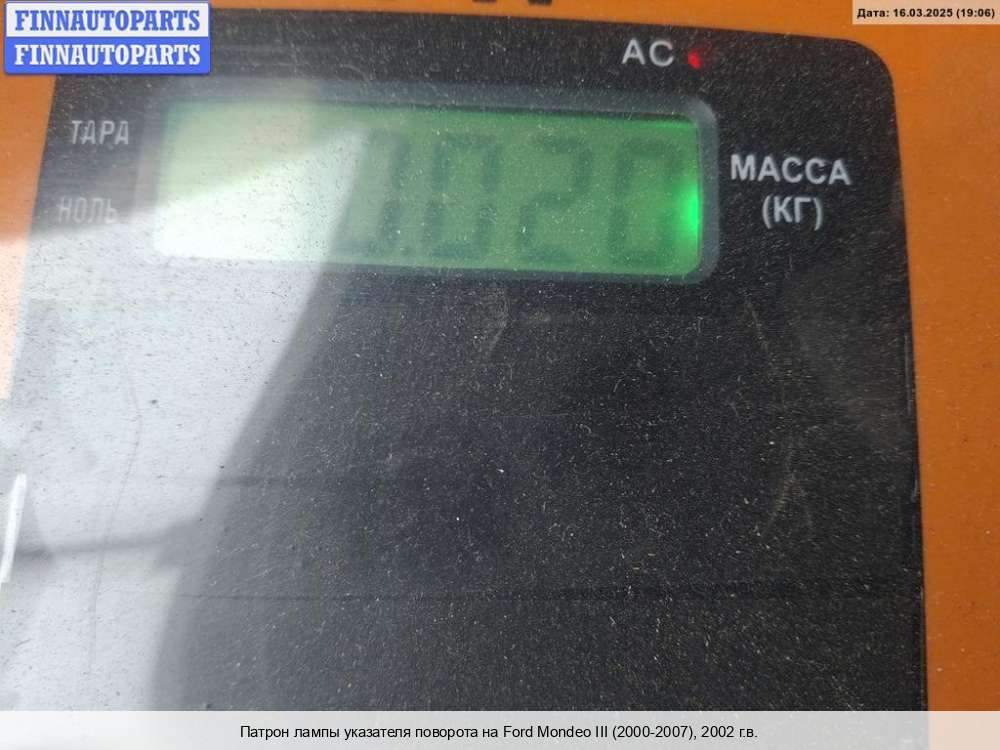 FINNAUTOPARTS
FINNAUTOPARTS
Дата: 16.03.2025 (19:06)
AC
ТАРА
НОЛЬ
0.020
МАССА
(КГ)
Патрон лампы указателя поворота на Ford Mondeo III (2000-2007), 2002 г.в.